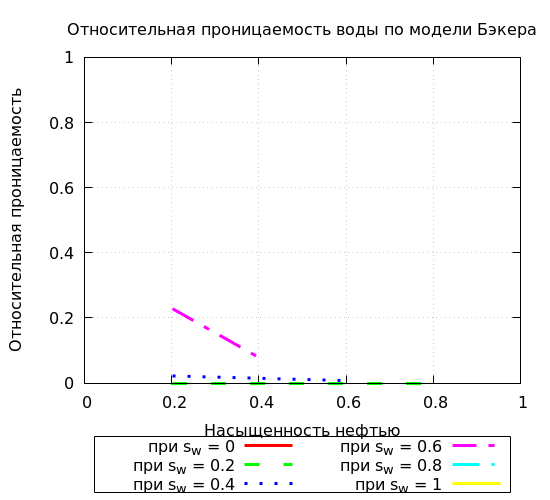 Относительная проницаемость воды по модели Бэкера
Относительная проницаемость
1
0.8
0.6
0.4
0.2
0
0 0.2 0.4 0.6 0.8 1
Насыщенность нефтью
при sw = 0 при sw = 0.6
при sw = 0.2 при sw = 0.8
при sw = 0.4 при sw = 1